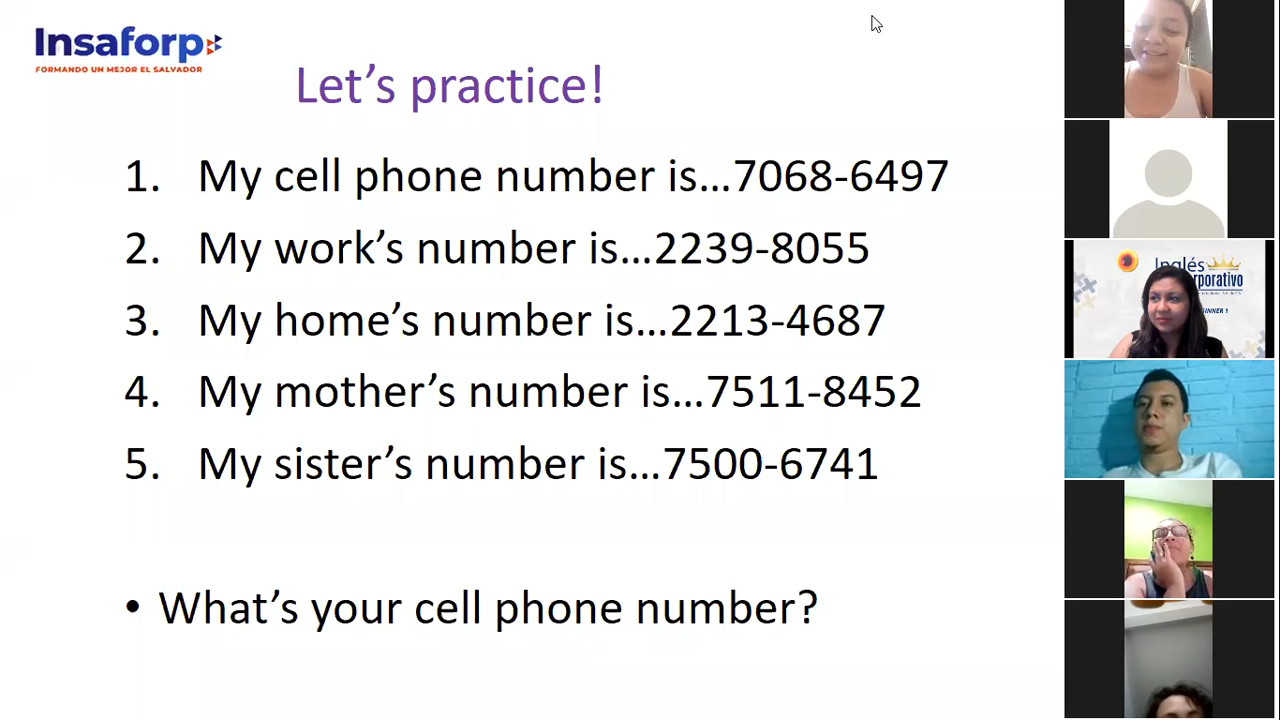 Insaforp
FORMANDO UN MEJOR EL SALVADOR
Let's practice!
1. My cell phone number is...7068-6497
2. My work's number is...2239-8055
3. My home's number is...2213-4687
4. My mother's number is...7511-8452
5. My sister's number is...7500-6741
• What's your cell phone number?
Inglés